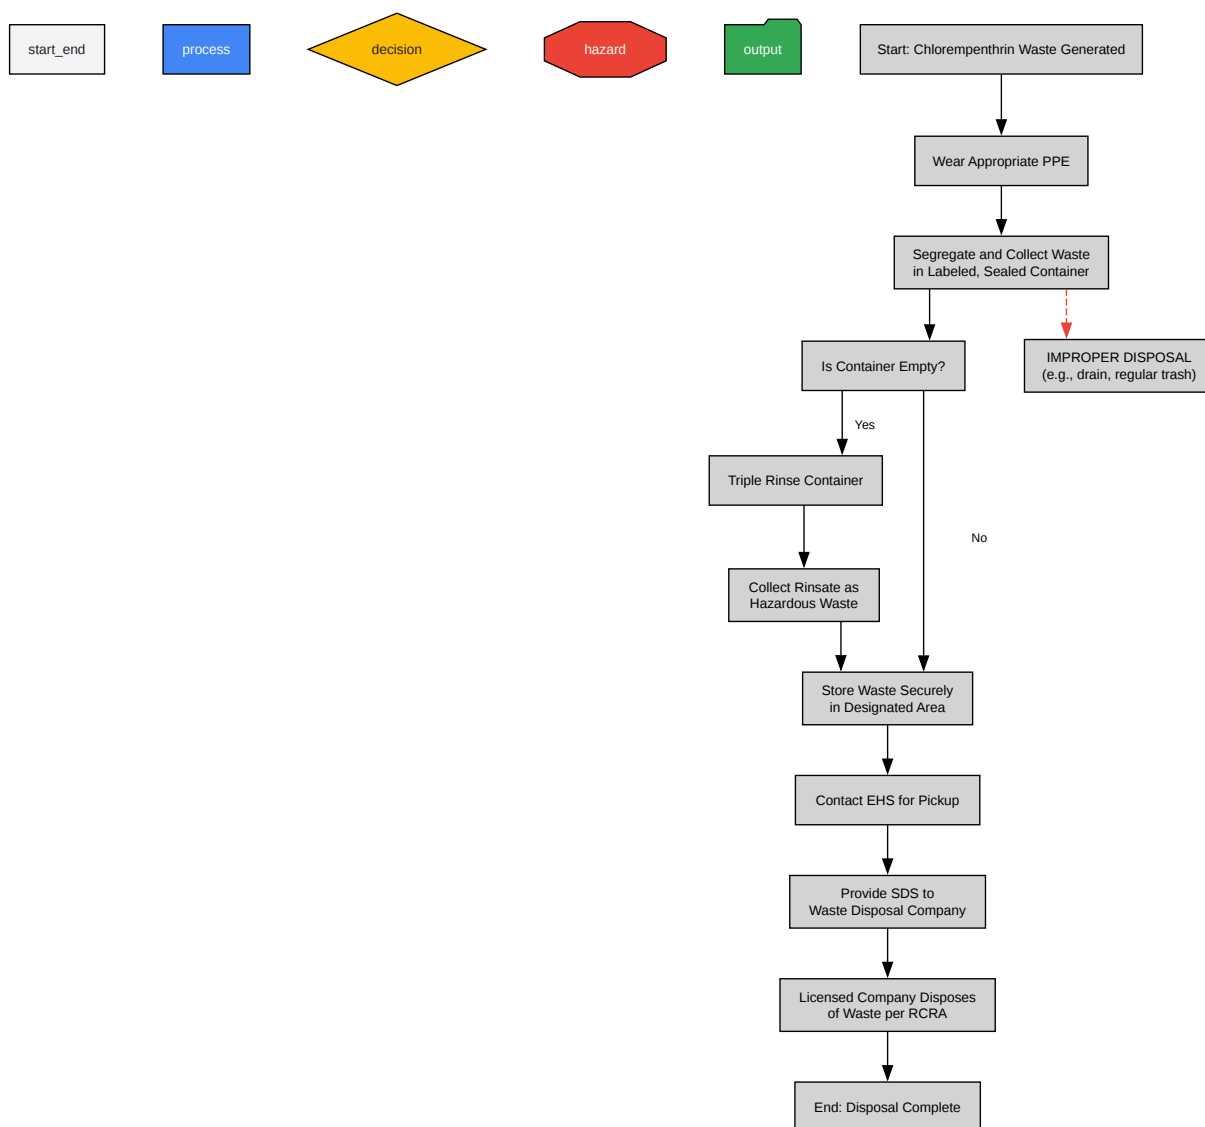 start_end
process
decision
hazard
output
Start: Chlorempenthrin Waste Generated
Wear Appropriate PPE
Segregate and Collect Waste
in Labeled, Sealed Container
Is Container Empty?
IMPROPER DISPOSAL
(e.g., drain, regular trash)
Yes
Triple Rinse Container
No
Collect Rinsate as
Hazardous Waste
Store Waste Securely
in Designated Area
Contact EHS for Pickup
Provide SDS to
Waste Disposal Company
Licensed Company Disposes
of Waste per RCRA
End: Disposal Complete